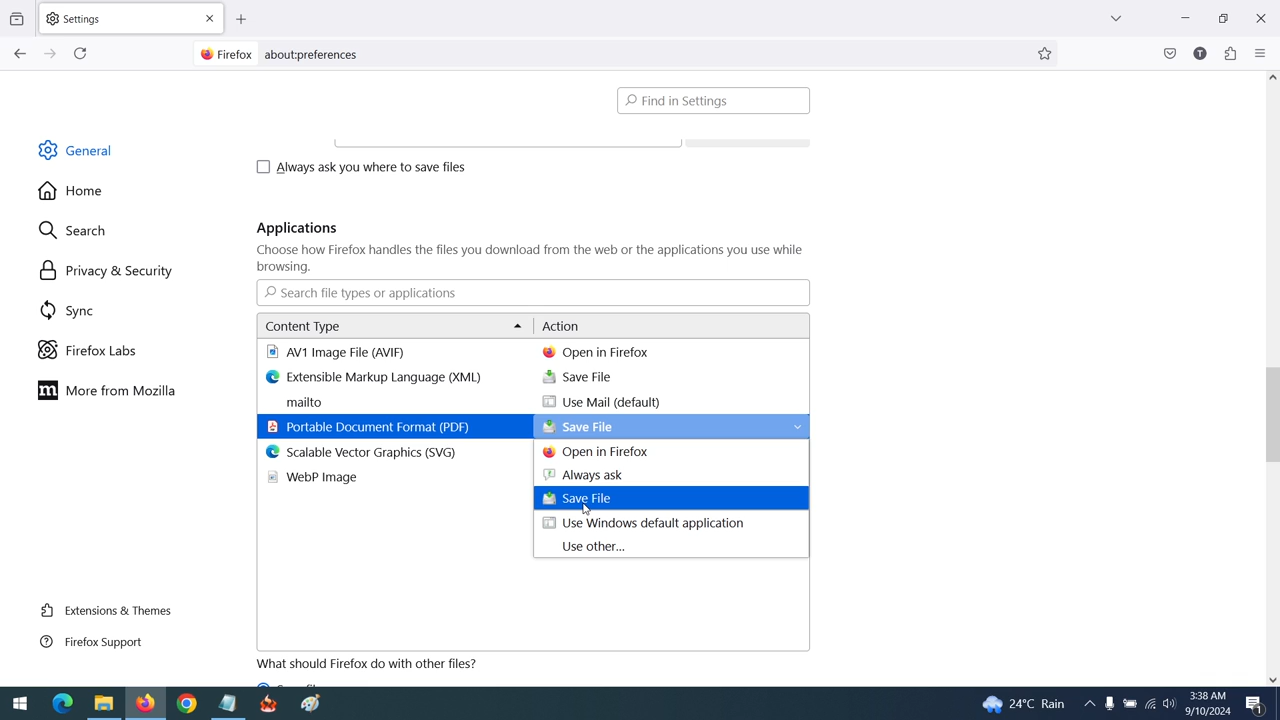 Settings
Firefox
about:preferences
Find in Settings
General
Home
Search
Privacy & Security
Sync
Firefox Labs
More from Mozilla
Extensions & Themes
Firefox Support
Always ask you where to save files
Applications
Choose how Firefox handles the files you download from the web or the applications you use while
browsing.
Search file types or applications
Content Type Action
AV1 Image File (AVIF) Open in Firefox
Extensible Markup Language (XML) Save File
mailto Use Mail (default)
Portable Document Format (PDF) Save File
Scalable Vector Graphics (SVG) Open in Firefox
WebP Image Always ask
Save File
Use Windows default application
Use other...
What should Firefox do with other files?
24°C Rain
3:38 AM
9/10/2024
1
T
m